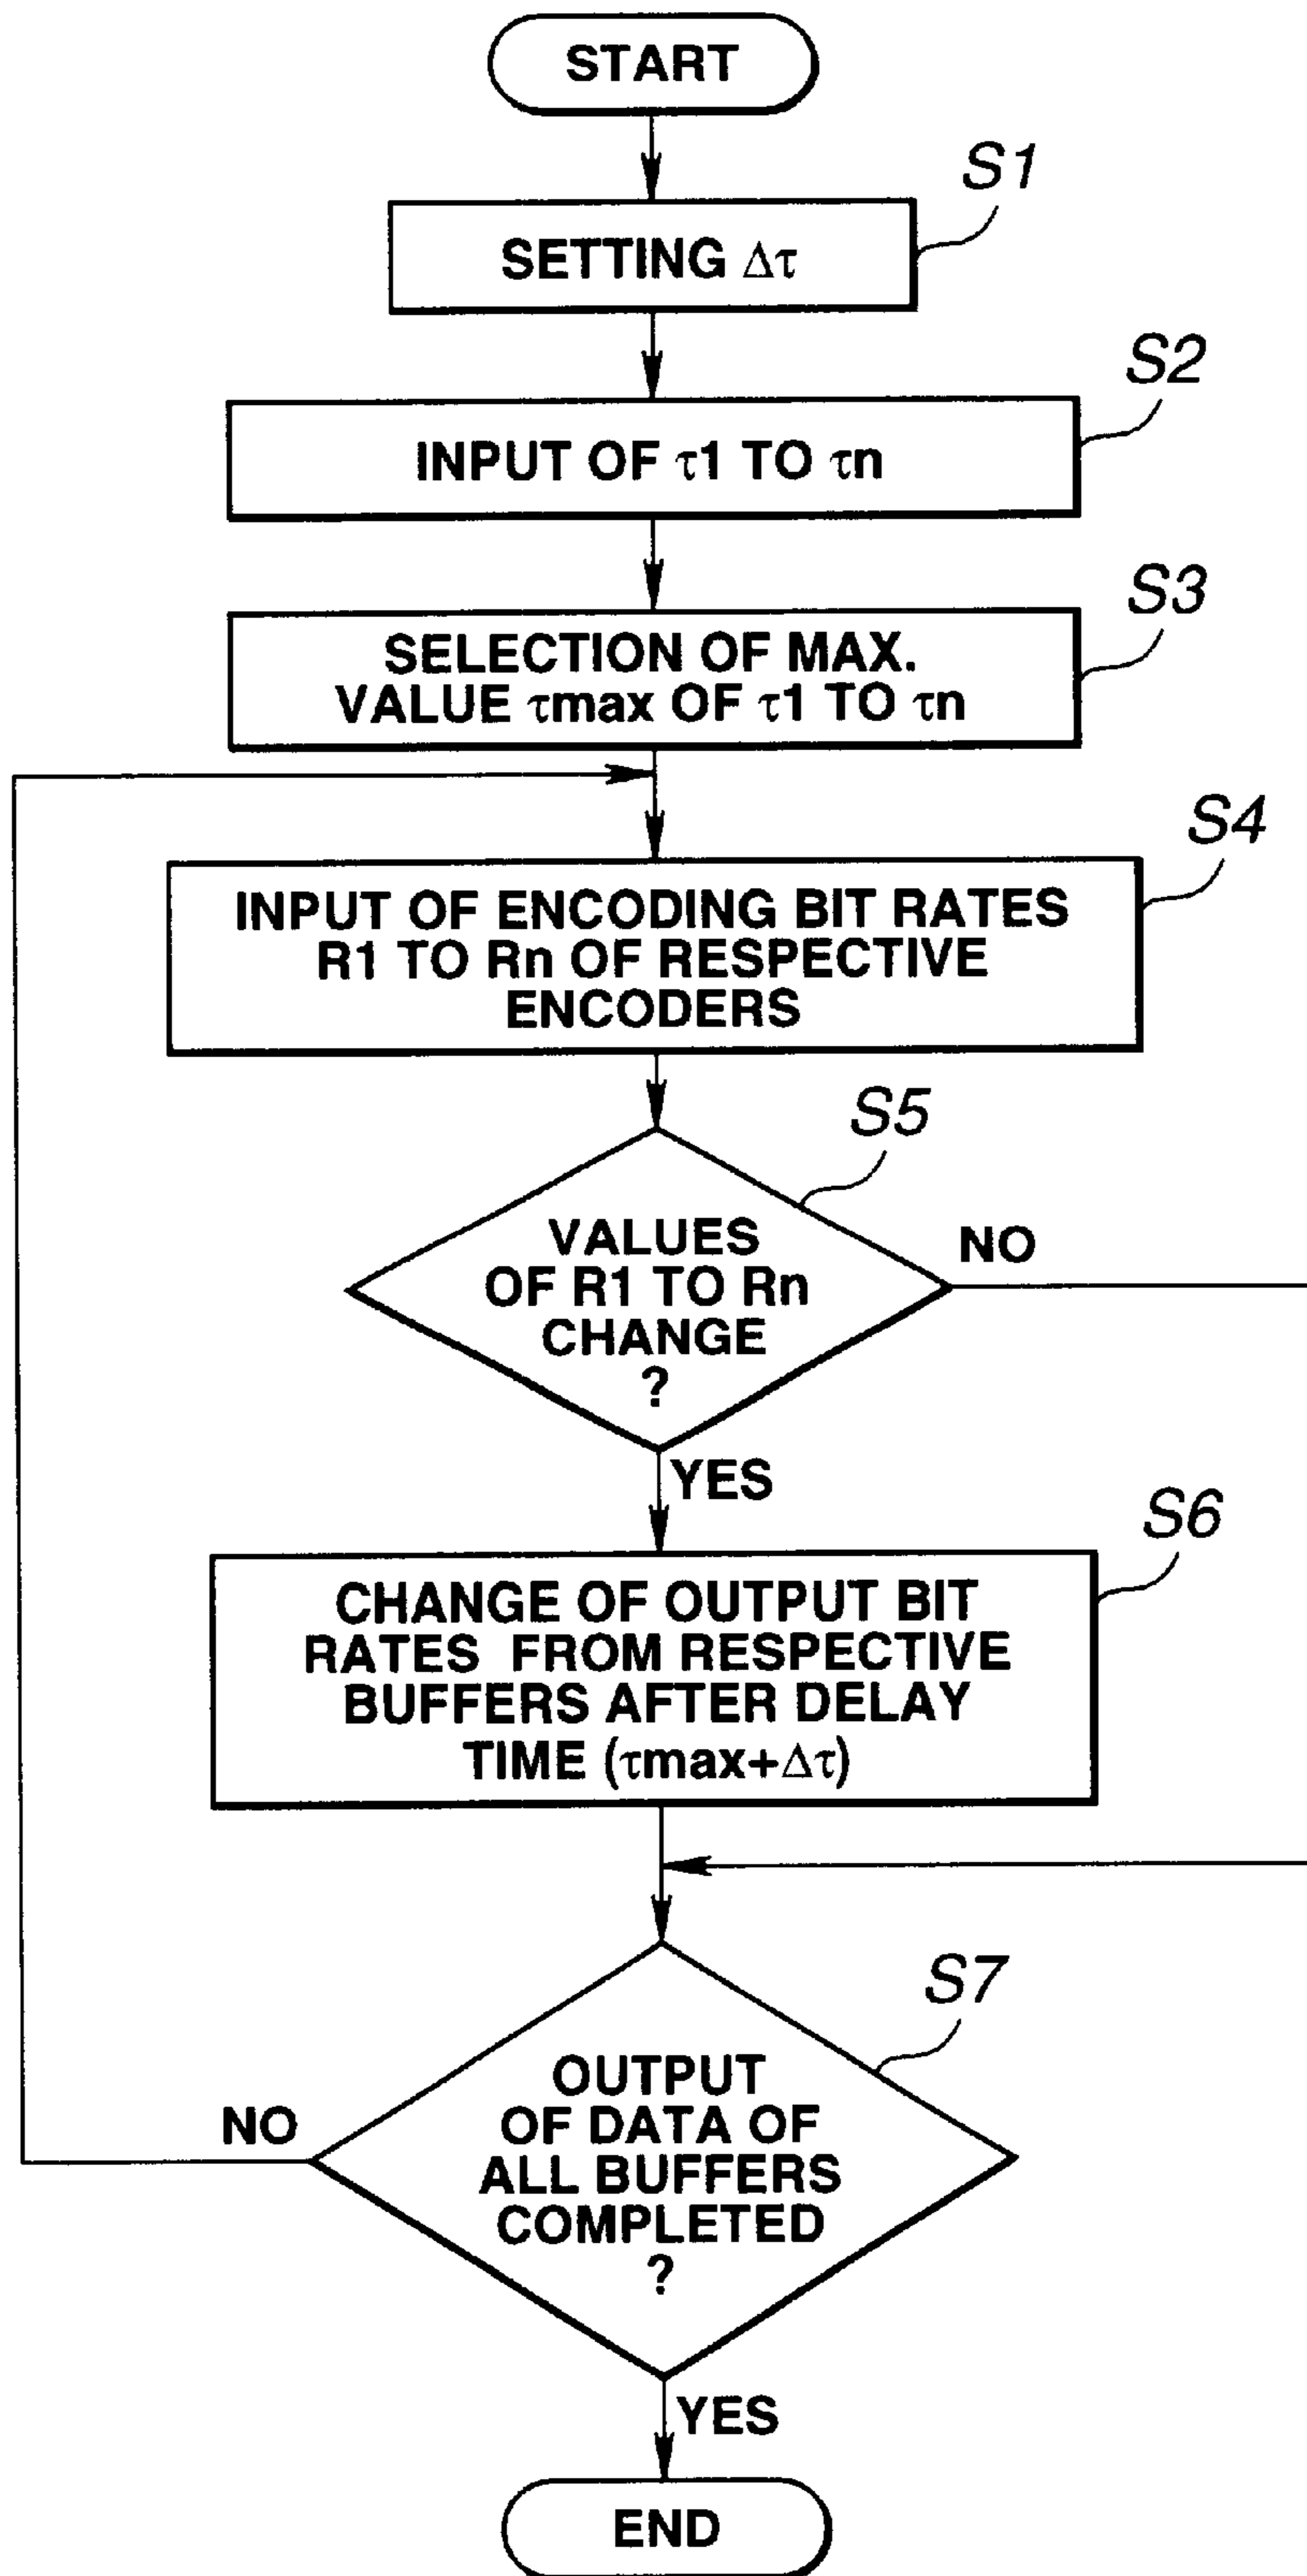 START
S1
SETTING Δτ
S2
INPUT OF τ1 TO τn
S3
SELECTION OF MAX.
VALUE τmax OF τ1 TO τn
S4
INPUT OF ENCODING BIT RATES
R1 TO Rn OF RESPECTIVE
ENCODERS
S5
VALUES
OF R1 TO Rn
CHANGE
?
NO
YES
S6
CHANGE OF OUTPUT BIT
RATES FROM RESPECTIVE
BUFFERS AFTER DELAY
TIME (τmax+Δτ)
S7
OUTPUT
OF DATA OF
ALL BUFFERS
COMPLETED
?
NO
YES
END